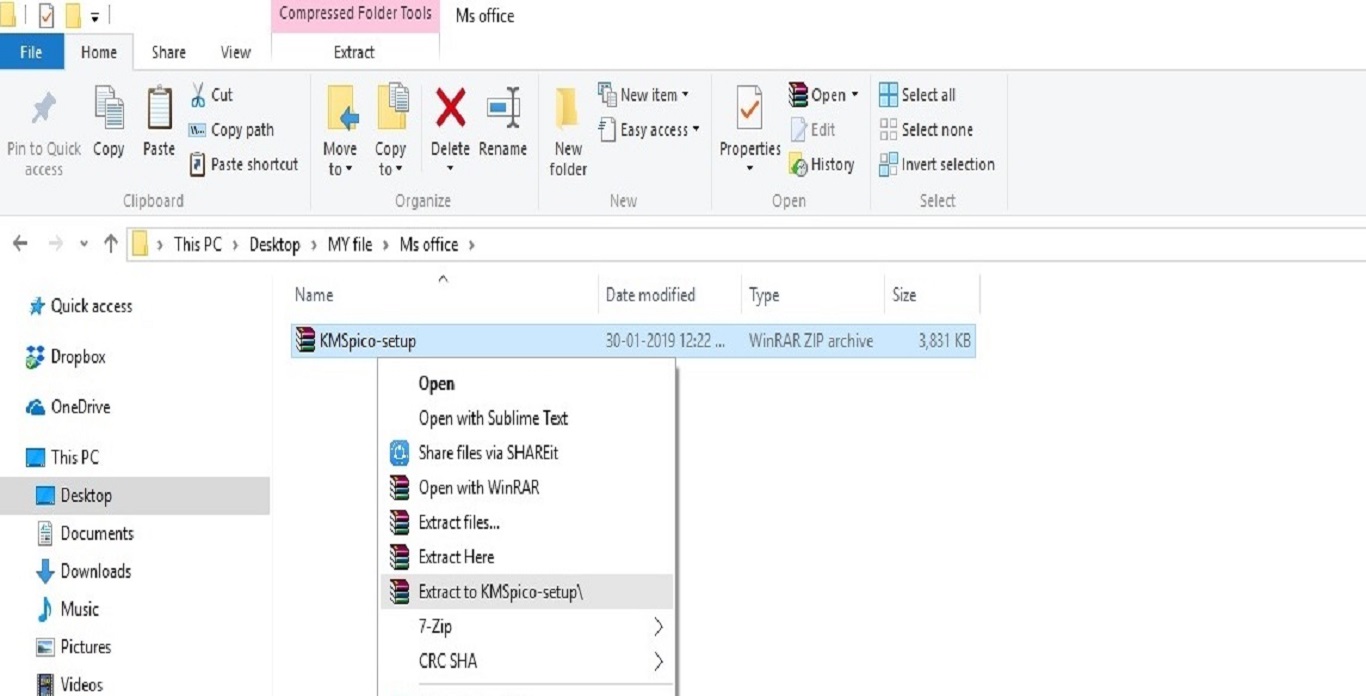 Compressed Folder Tools
Ms office
File
Home
Share
View
Extract
Pin to Quick
access
Copy
Paste
Cut
Copy path
Paste shortcut
Clipboard
Move
to
Copy
to
Delete
Rename
Organize
New
folder
New item
Easy access
New
Properties
Open
Edit
History
Open
Select all
Select none
Invert selection
Select
This PC > Desktop > MY file > Ms office >
Name
Date modified
Type
Size
KMSpico-setup
30-01-2019 12:22 ...
WinRAR ZIP archive
3,831 KB
Quick access
Dropbox
OneDrive
This PC
Desktop
Documents
Downloads
Music
Pictures
Videos
Open
Open with Sublime Text
Share files via SHAREit
Open with WinRAR
Extract files...
Extract Here
Extract to KMSpico-setup\
7-Zip
CRC SHA